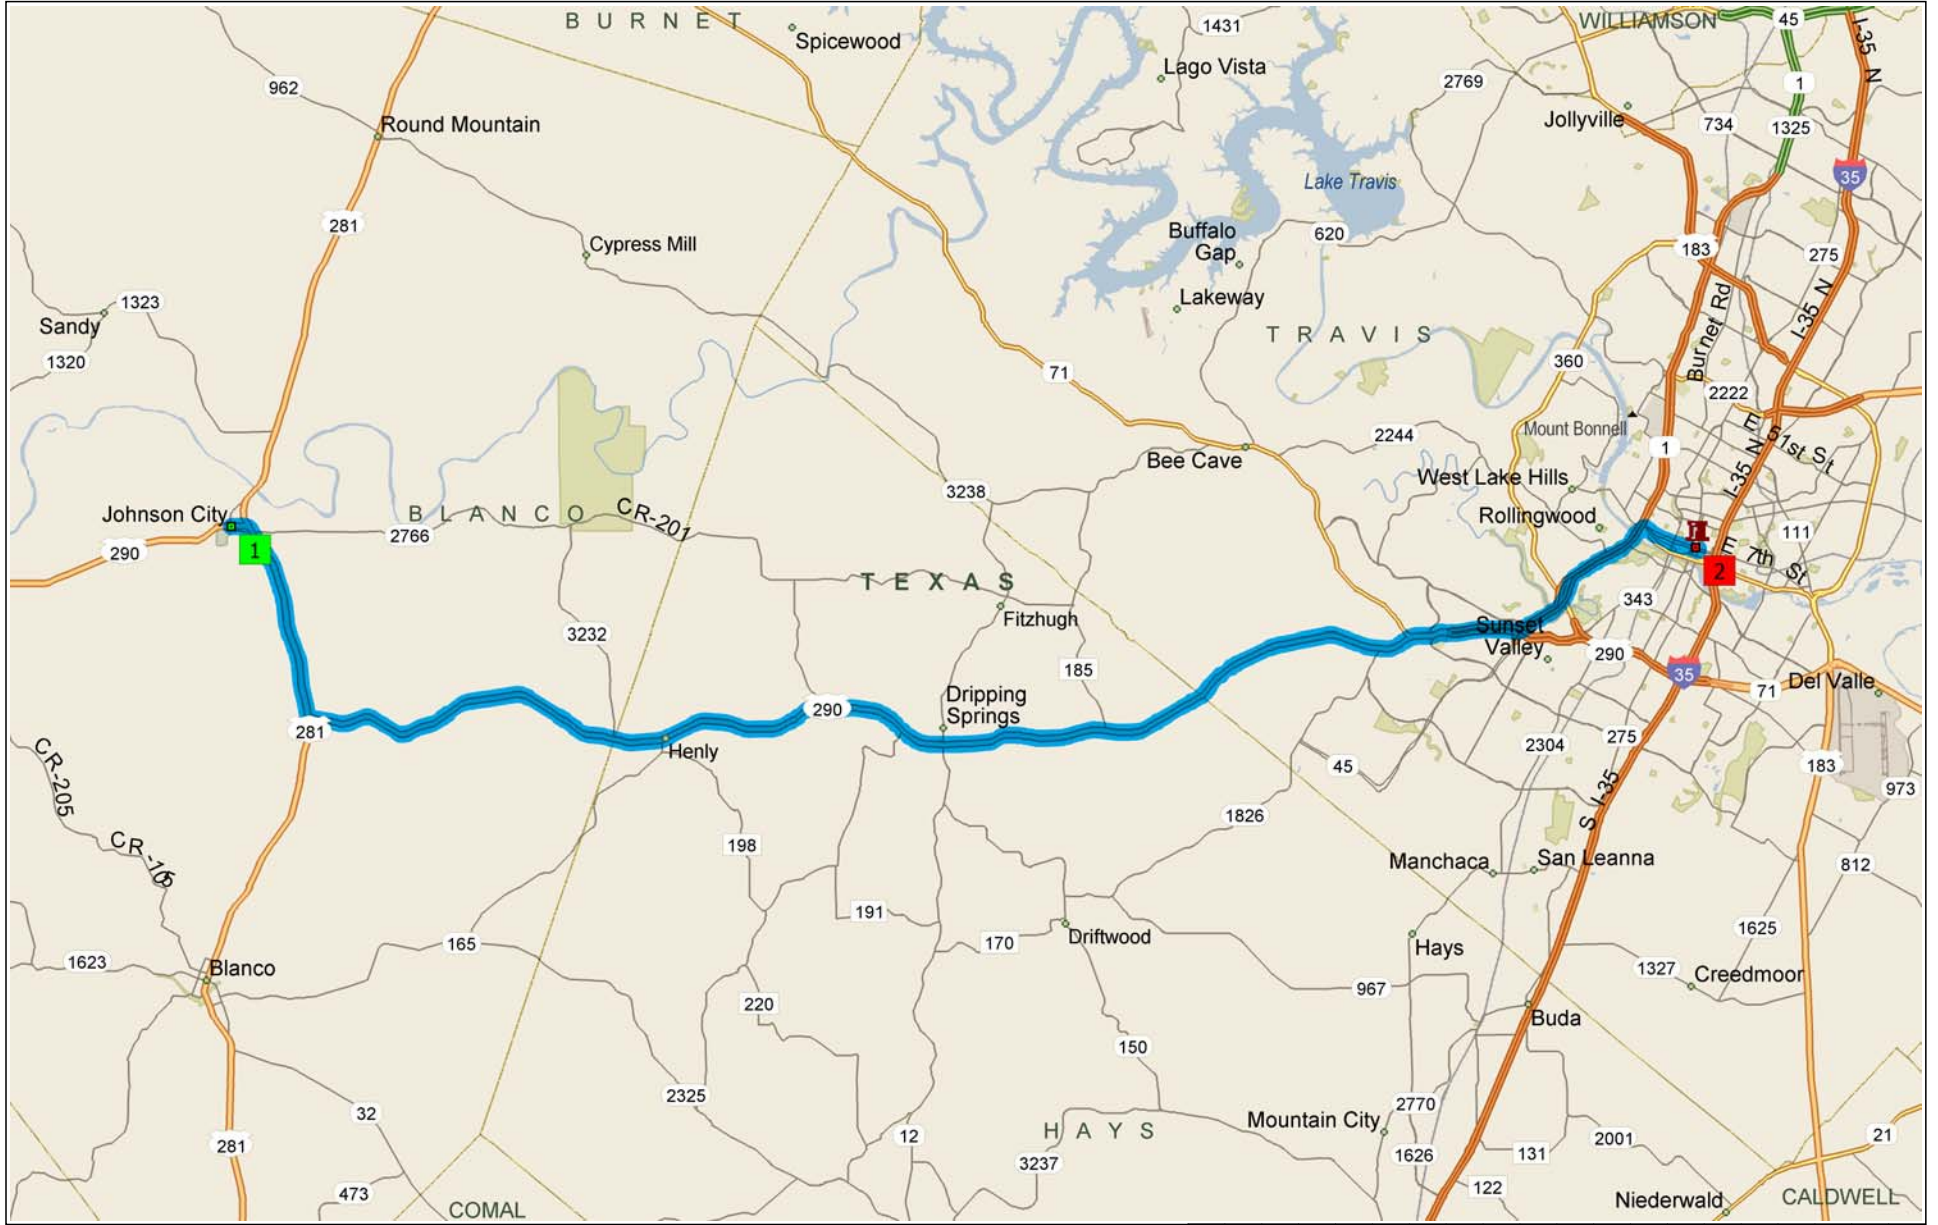 BURNET
WILLIAMSON
45
I-35 N
Spicewood
1431
Lago Vista
2769
1
962
Round Mountain
Jollyville
734
1325
35
Lake Travis
281
Cypress Mill
Buffalo
Gap
620
183
275
1323
Sandy
Lakeway
Burnet Rd
I-35 N
1320
TRAVIS
360
71
2222
Mount Bonnell
2244
1
E 51st St
Bee Cave
West Lake Hills
I-35 N
3238
Johnson City
BLANCO
CR-201
Rollingwood
290
2766
1
111
E 7th St
2
TEXAS
343
Fitzhugh
3232
Sunset
Valley
290
185
35
71
Del Valle
Dripping
Springs
290
281
Henly
2304
275
45
183
CR-205
973
1826
S I-35
198
CR-105
Manchaca
San Leanna
812
191
1625
165
170
Driftwood
Hays
1623
Blanco
1327
Creedmoor
967
220
Buda
150
2325
32
2770
Mountain City
HAYS
12
281
2001
21
1626
131
3237
473
122
COMAL
Niederwald
CALDWELL